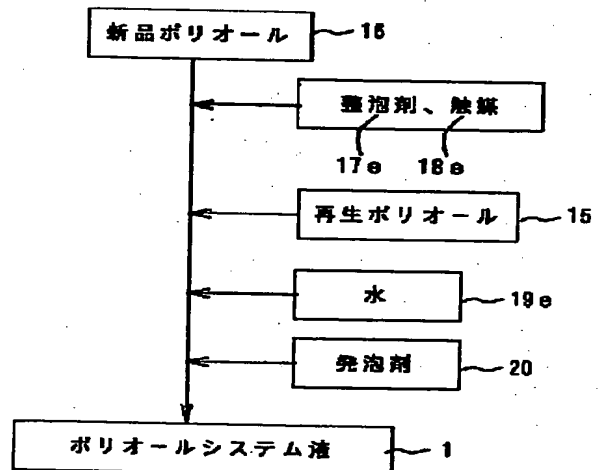 新品ポリオール 16
整泡剤、触媒
17e 18e
再生ポリオール 15
水 19e
発泡剤 20
ポリオールシステム液 1